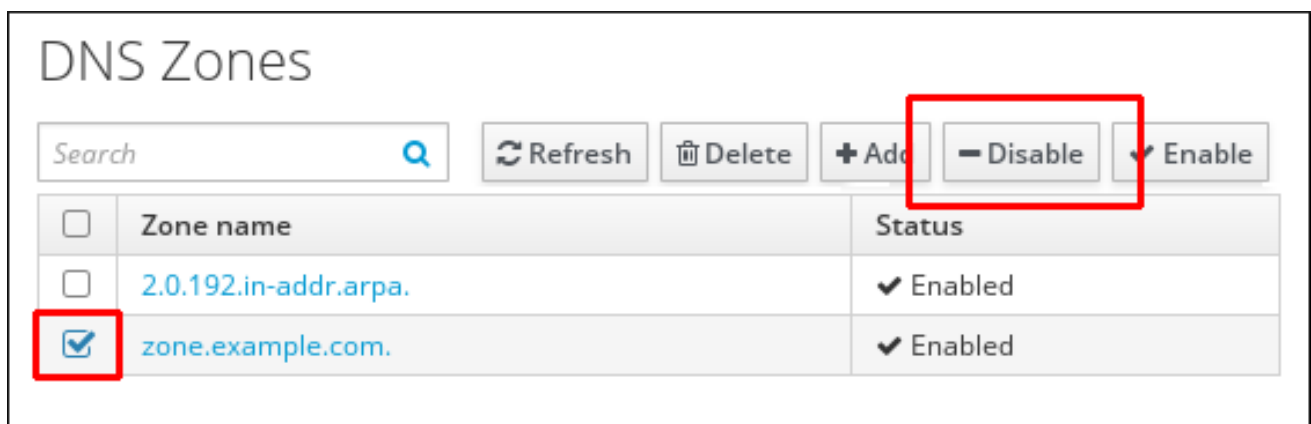 DNS Zones
Search Refresh Delete Add Disable Enable
Zone name Status
2.0.192.in-addr.arpa. Enabled
zone.example.com. Enabled